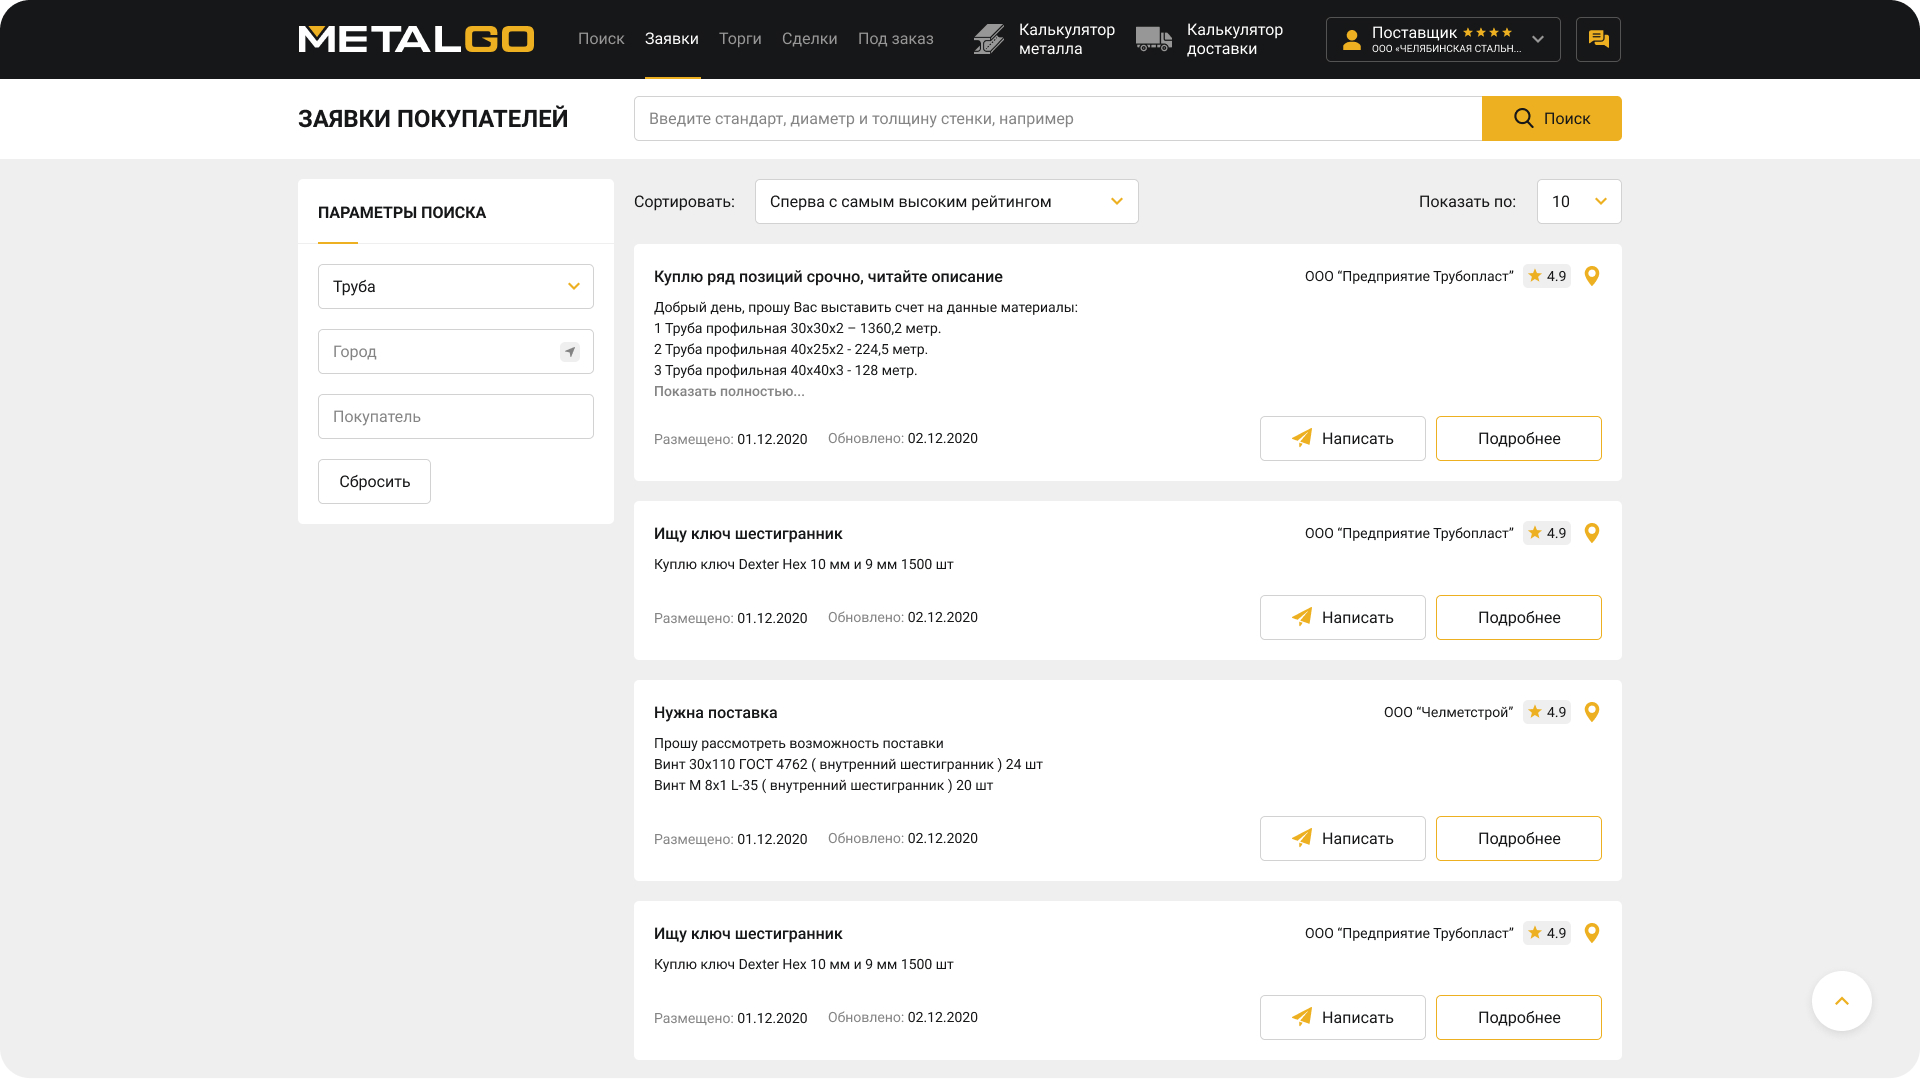 METALGO
Поиск
Заявки
Торги
Сделки
Под заказ
Калькулятор
металла
Калькулятор
доставки
Поставщик
ООО «ЧЕЛЯБИНСКАЯ СТАЛЬН...
ЗАЯВКИ ПОКУПАТЕЛЕЙ
Введите стандарт, диаметр и толщину стенки, например
Поиск
ПАРАМЕТРЫ ПОИСКА
Труба
Город
Покупатель
Сбросить
Сортировать:
Сперва с самым высоким рейтингом
Показать по:
10
Куплю ряд позиций срочно, читайте описание
ООО “Предприятие Трубопласт” 4.9
Добрый день, прошу Вас выставить счет на данные материалы:
1 Труба профильная 30х30х2 – 1360,2 метр.
2 Труба профильная 40х25х2 - 224,5 метр.
3 Труба профильная 40х40х3 - 128 метр.
Показать полностью...
Размещено: 01.12.2020
Обновлено: 02.12.2020
Написать
Подробнее
Ищу ключ шестигранник
ООО “Предприятие Трубопласт” 4.9
Куплю ключ Dexter Hex 10 мм и 9 мм 1500 шт
Размещено: 01.12.2020
Обновлено: 02.12.2020
Написать
Подробнее
Нужна поставка
ООО “Челметстрой” 4.9
Прошу рассмотреть возможность поставки
Винт 30х110 ГОСТ 4762 ( внутренний шестигранник ) 24 шт
Винт М 8х1 L-35 ( внутренний шестигранник ) 20 шт
Размещено: 01.12.2020
Обновлено: 02.12.2020
Написать
Подробнее
Ищу ключ шестигранник
ООО “Предприятие Трубопласт” 4.9
Куплю ключ Dexter Hex 10 мм и 9 мм 1500 шт
Размещено: 01.12.2020
Обновлено: 02.12.2020
Написать
Подробнее